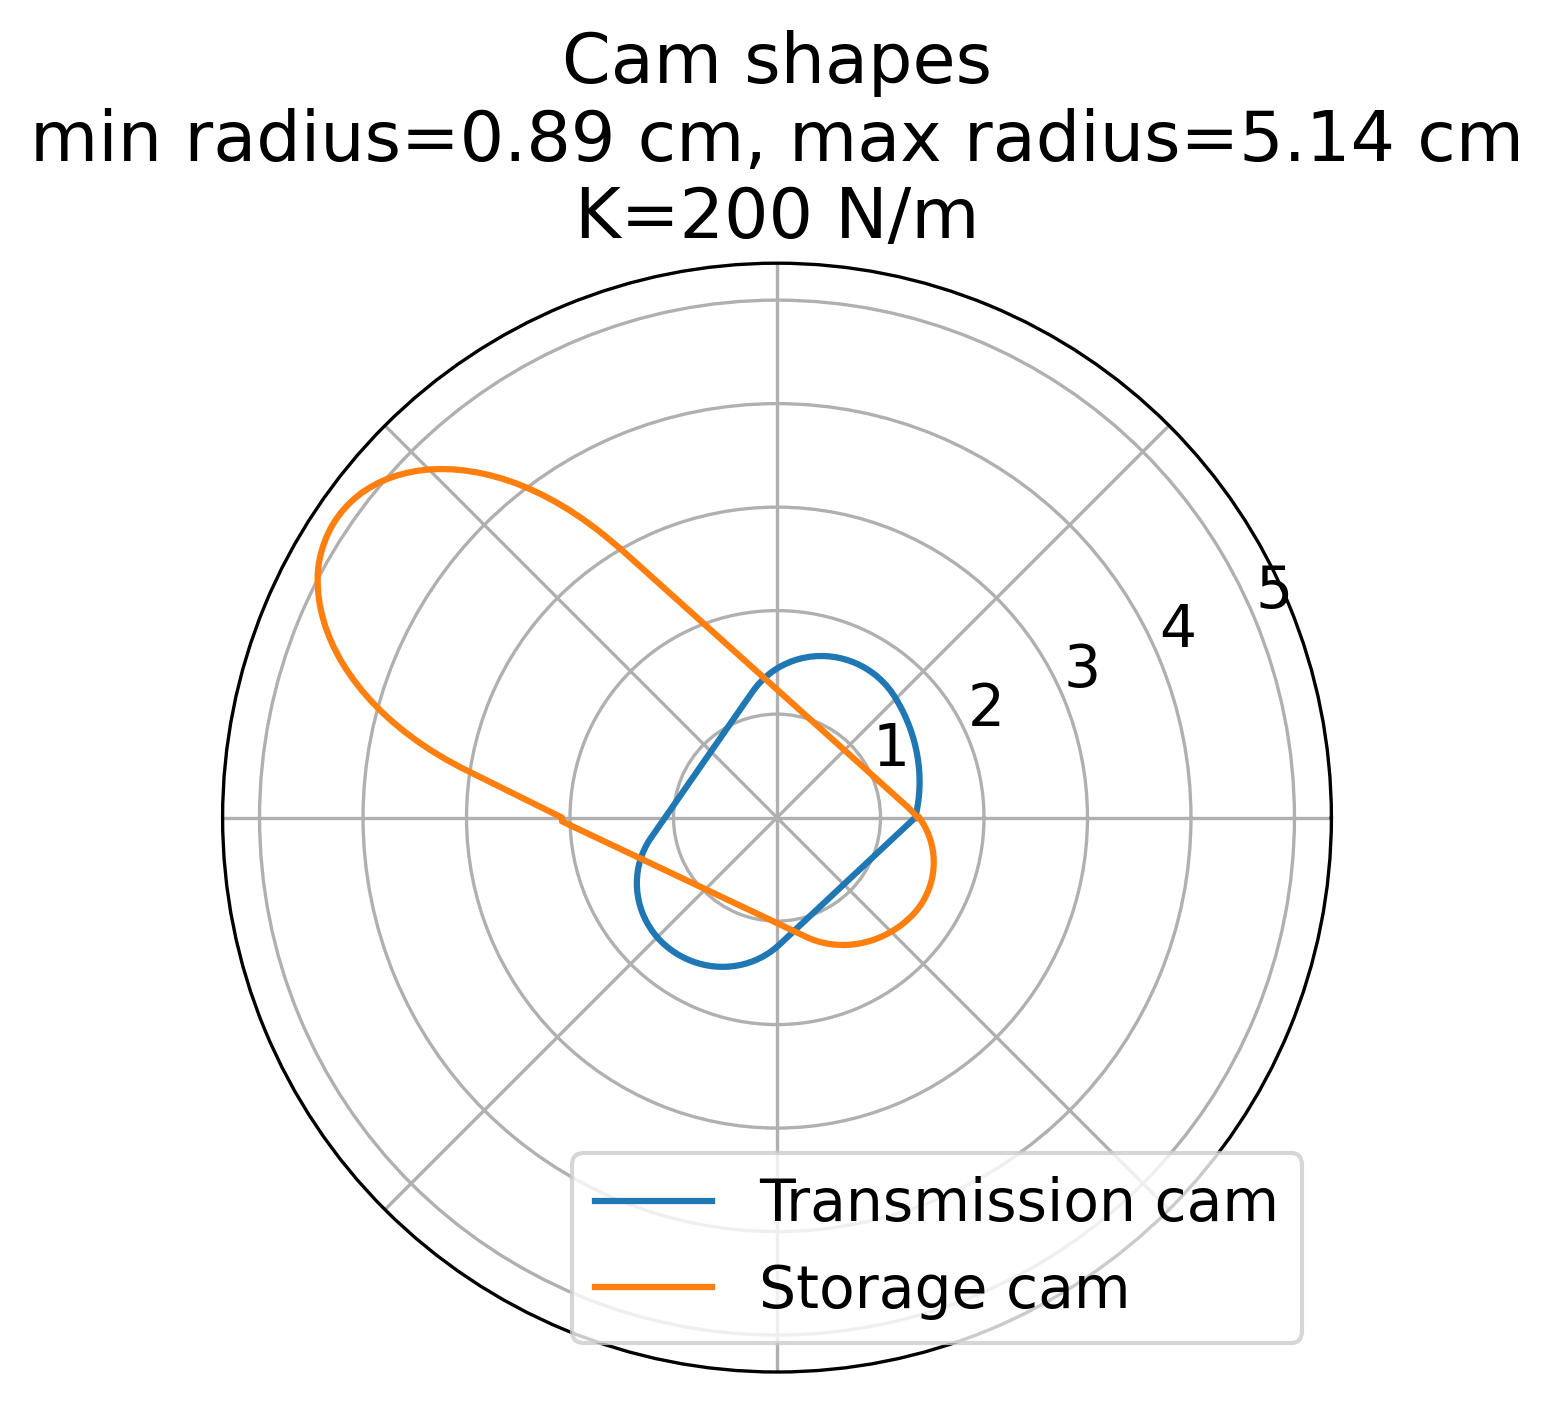 Cam shapes
min radius=0.89 cm, max radius=5.14 cm
K=200 N/m
5
4
3
2
1
Transmission cam
Storage cam